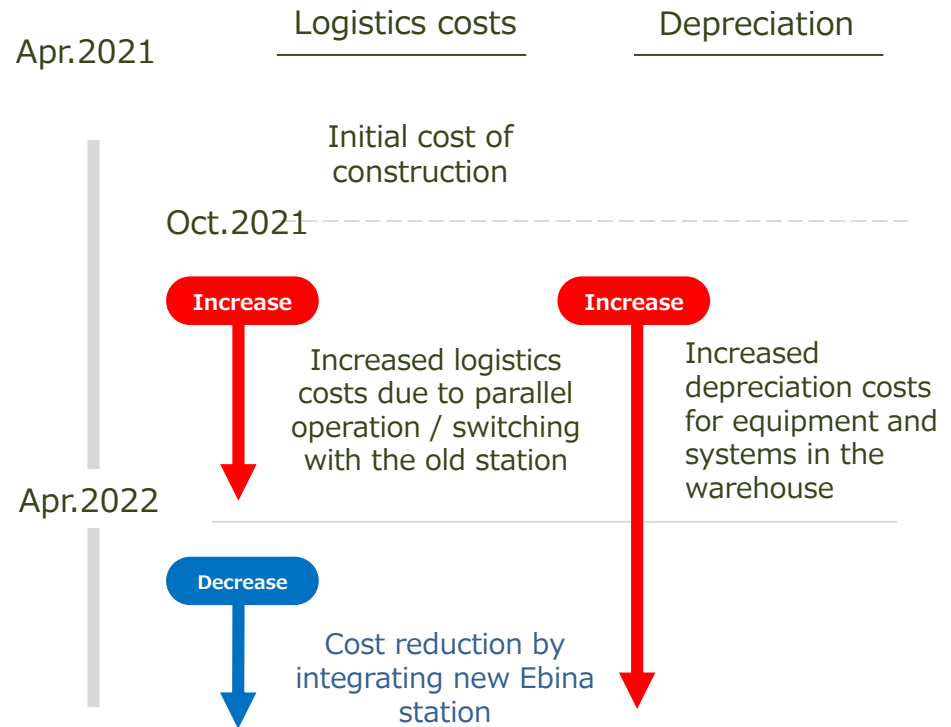 Logistics costs
Depreciation
Apr.2021
Initial cost of
construction
Oct.2021
Increase
Increase
Increased logistics
costs due to parallel
operation / switching
with the old station
Increased
depreciation costs
for equipment and
systems in the
warehouse
Apr.2022
Decrease
Cost reduction by
integrating new Ebina
station